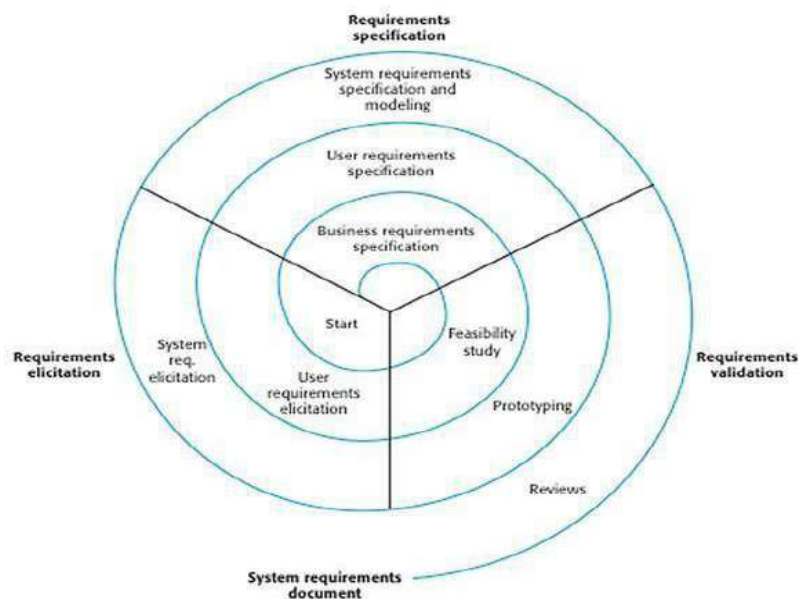 Requirements
specification
System requirements
specification and
modeling
User requirements
specification
Business requirements
specification
Start
Feasibility
study
Requirements
elicitation
System
req.
elicitation
User
requirements
elicitation
Requirements
validation
Prototyping
Reviews
System requirements
document